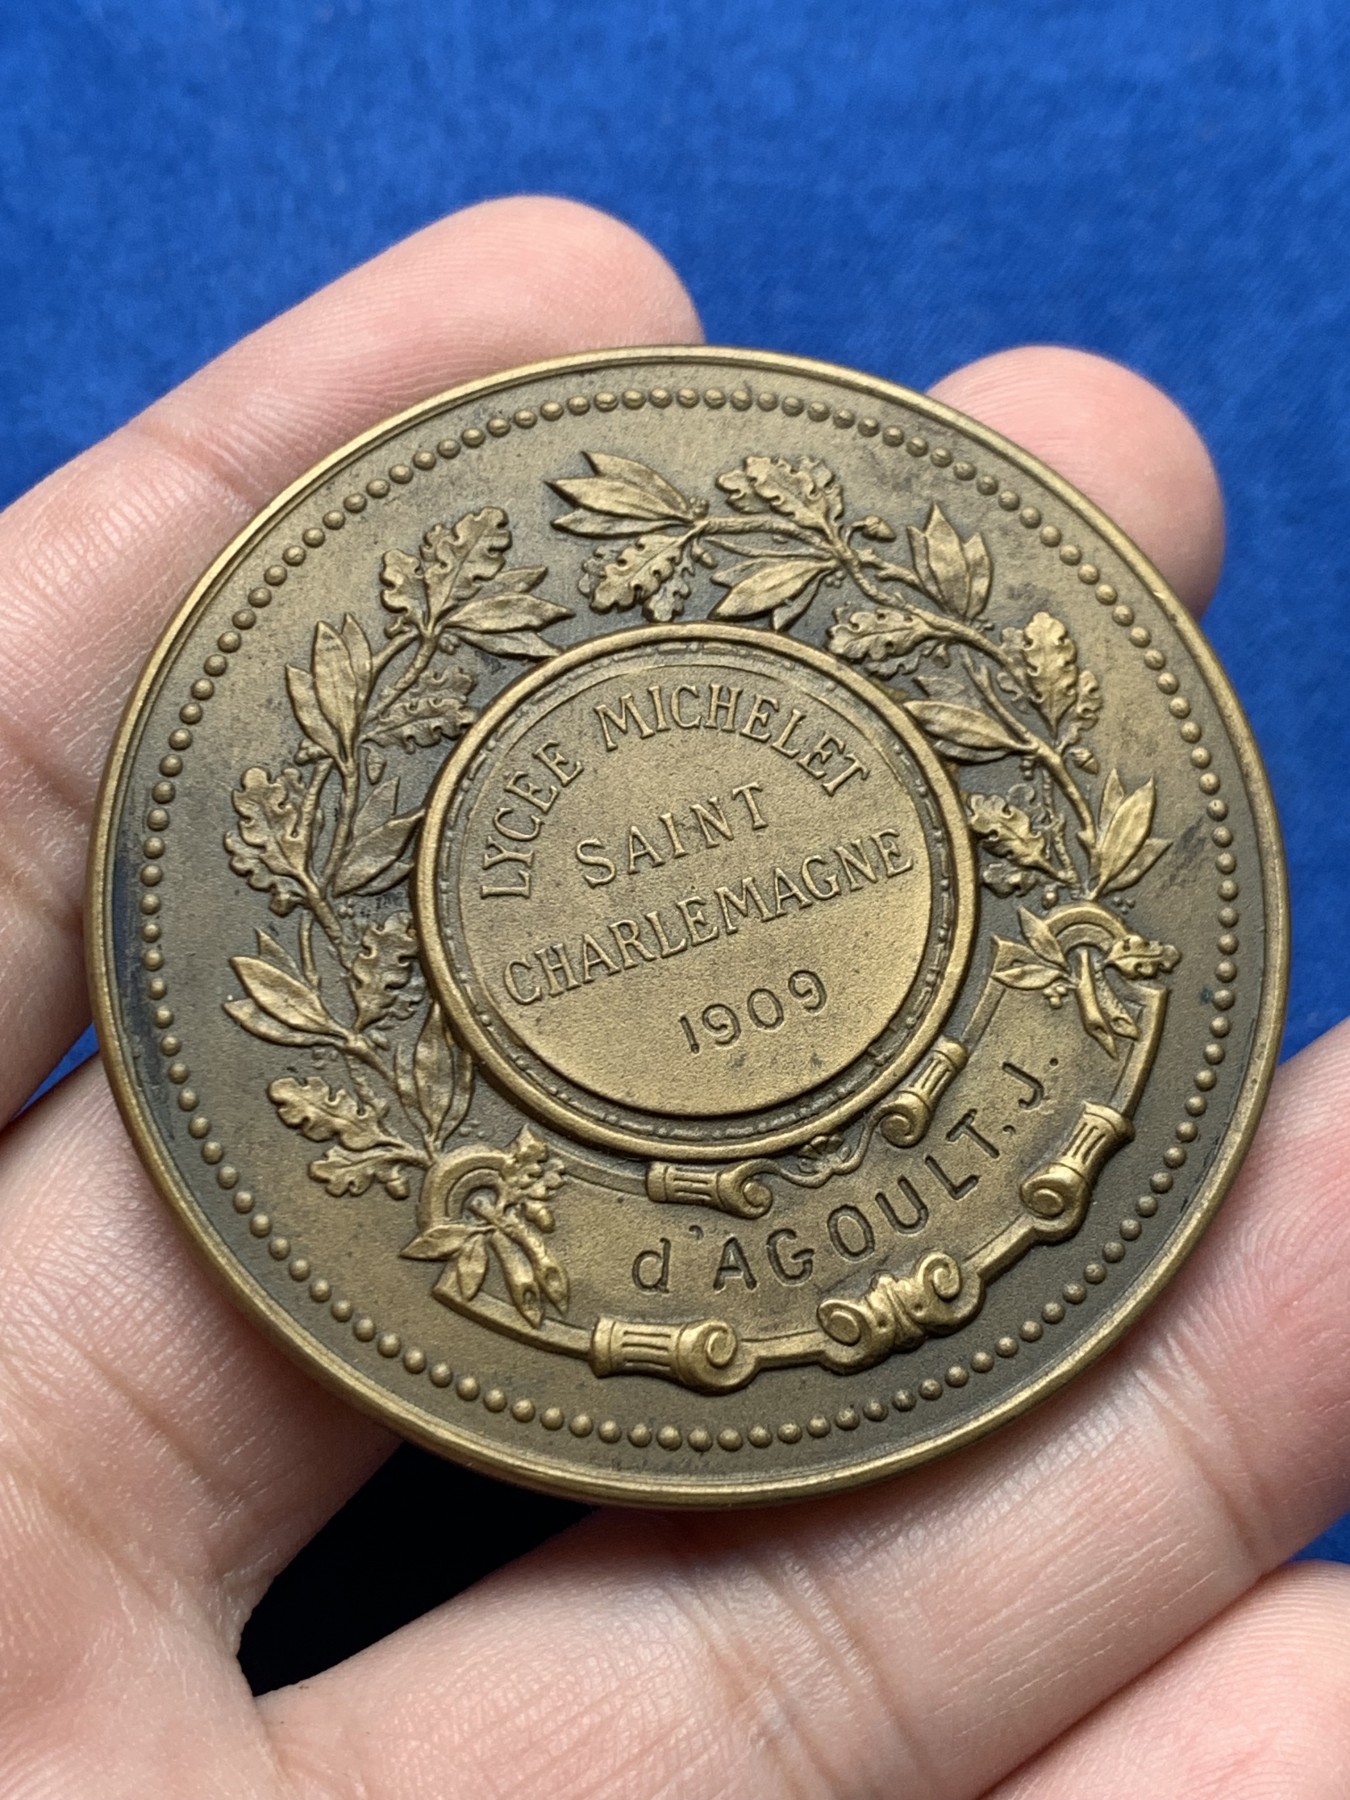 LYCÉE MICHELET
SAINT
CHARLEMAGNE
1909
d'AGOULT. J.